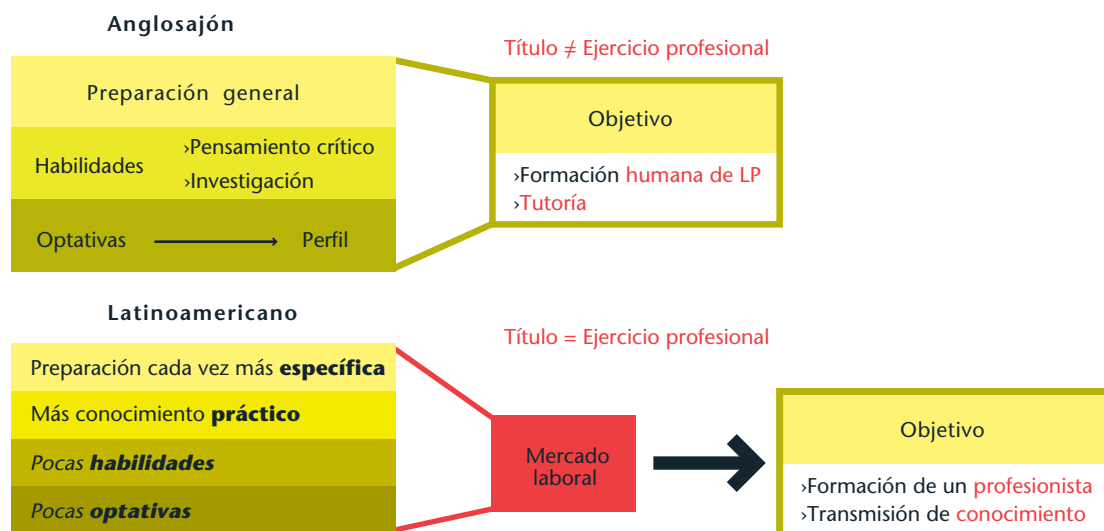 Anglosajón
Título ≠ Ejercicio profesional
Preparación general
Habilidades
›Pensamiento crítico
›Investigación
Optativas
Perfil
Objetivo
›Formación humana de LP
›Tutoría
Latinoamericano
Título = Ejercicio profesional
Preparación cada vez más específica
Más conocimiento práctico
Pocas habilidades
Pocas optativas
Mercado
laboral
Objetivo
›Formación de un profesionista
›Transmisión de conocimiento